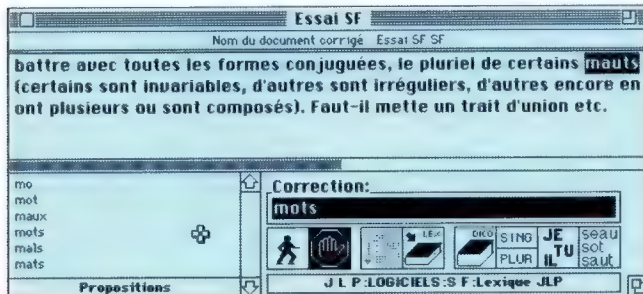 Essai SF
Nom du document corrigé Essai SF SF
battre avec toutes les formes conjuguées, le pluriel de certains mauts
(certains sont invariables, d'autres sont irréguliers, d'autres encore en
ont plusieurs ou sont composés). Faut-il mette un trait d'union etc.
mo
mot
maux
mots
mals
mats
Propositions
Correction:
mots
LEX
DICO
SING
PLUR
JE
TU
IL
seau
sot
saut
J L P :LOGICIELS :S F :Lexique JLP